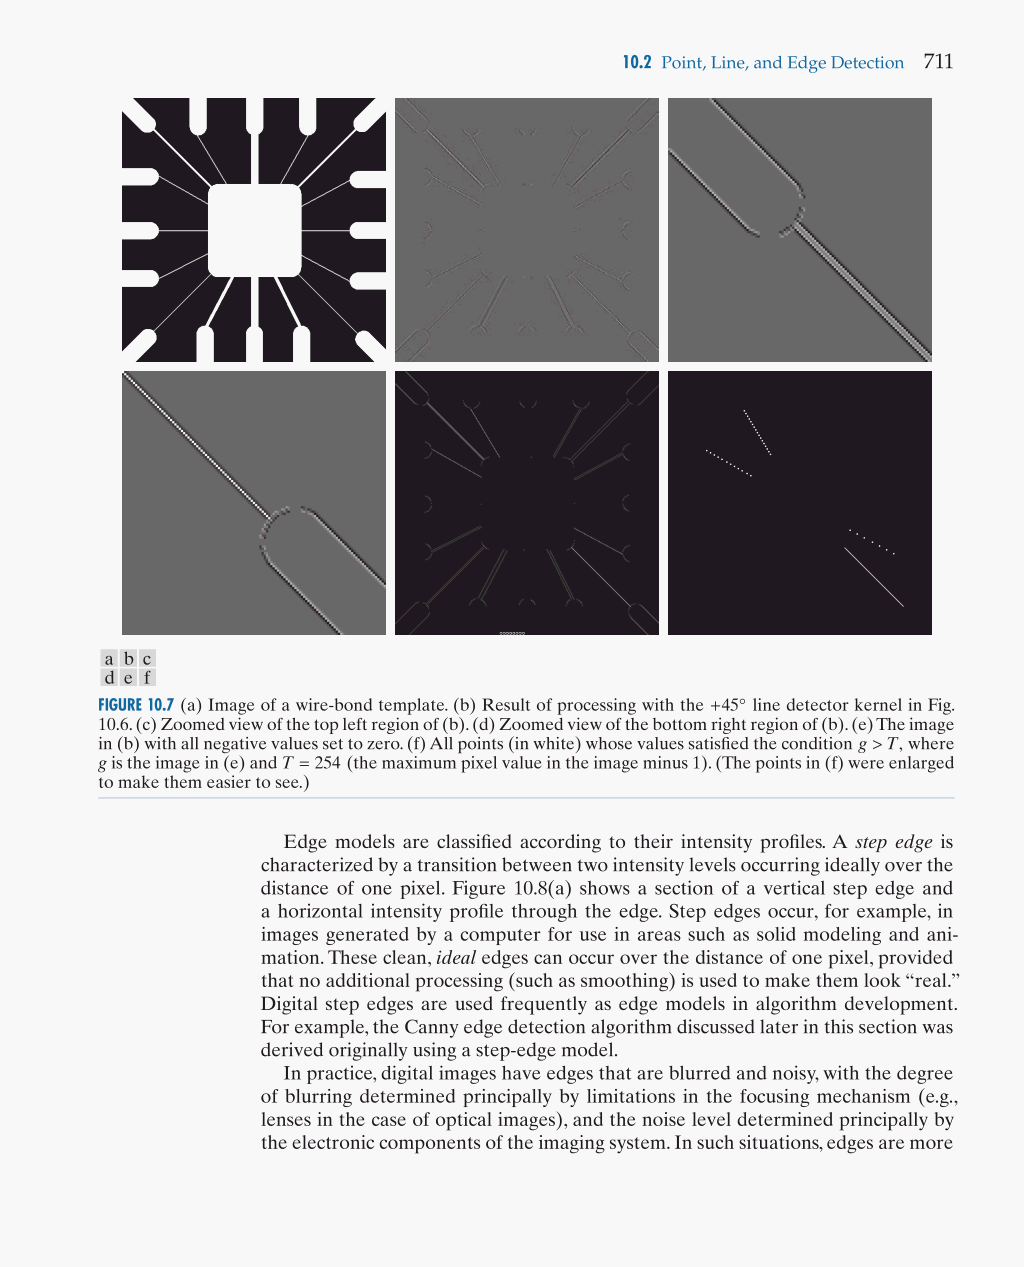 10.2 Point, Line, and Edge Detection 711
a b c
d e f
FIGURE 10.7 (a) Image of a wire-bond template. (b) Result of processing with the +45° line detector kernel in Fig.
10.6. (c) Zoomed view of the top left region of (b). (d) Zoomed view of the bottom right region of (b). (e) The image
in (b) with all negative values set to zero. (f) All points (in white) whose values satisfied the condition g > T, where
g is the image in (e) and T = 254 (the maximum pixel value in the image minus 1). (The points in (f) were enlarged
to make them easier to see.)
Edge models are classified according to their intensity profiles. A step edge is
characterized by a transition between two intensity levels occurring ideally over the
distance of one pixel. Figure 10.8(a) shows a section of a vertical step edge and
a horizontal intensity profile through the edge. Step edges occur, for example, in
images generated by a computer for use in areas such as solid modeling and ani-
mation. These clean, ideal edges can occur over the distance of one pixel, provided
that no additional processing (such as smoothing) is used to make them look “real.”
Digital step edges are used frequently as edge models in algorithm development.
For example, the Canny edge detection algorithm discussed later in this section was
derived originally using a step-edge model.
In practice, digital images have edges that are blurred and noisy, with the degree
of blurring determined principally by limitations in the focusing mechanism (e.g.,
lenses in the case of optical images), and the noise level determined principally by
the electronic components of the imaging system. In such situations, edges are more